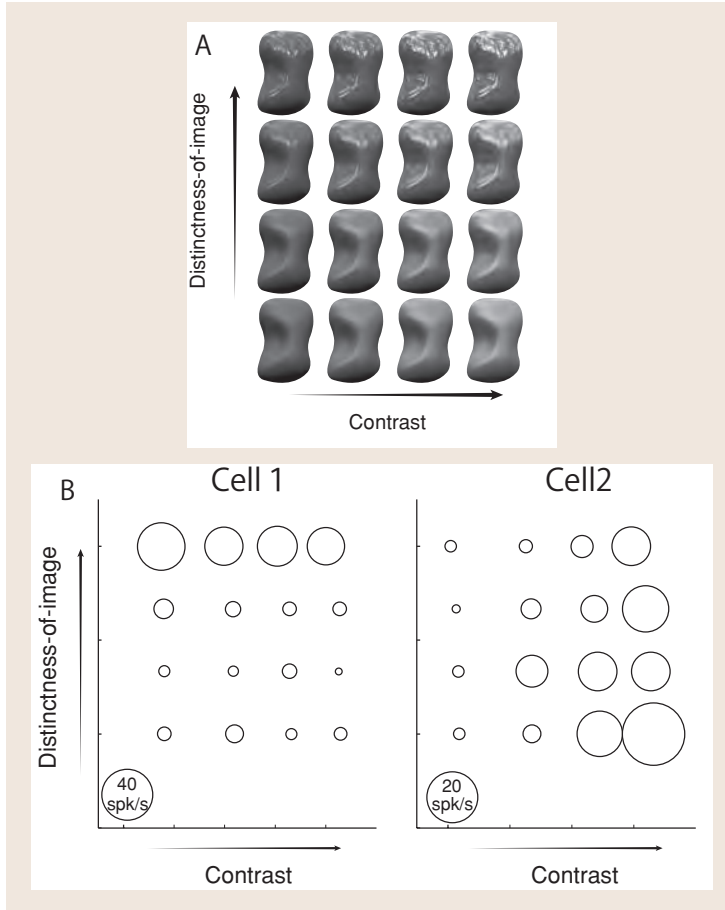 A
Distinctness-of-image
Contrast
B
Cell 1
Cell2
Distinctness-of-image
40
spk/s
20
spk/s
Contrast
Contrast